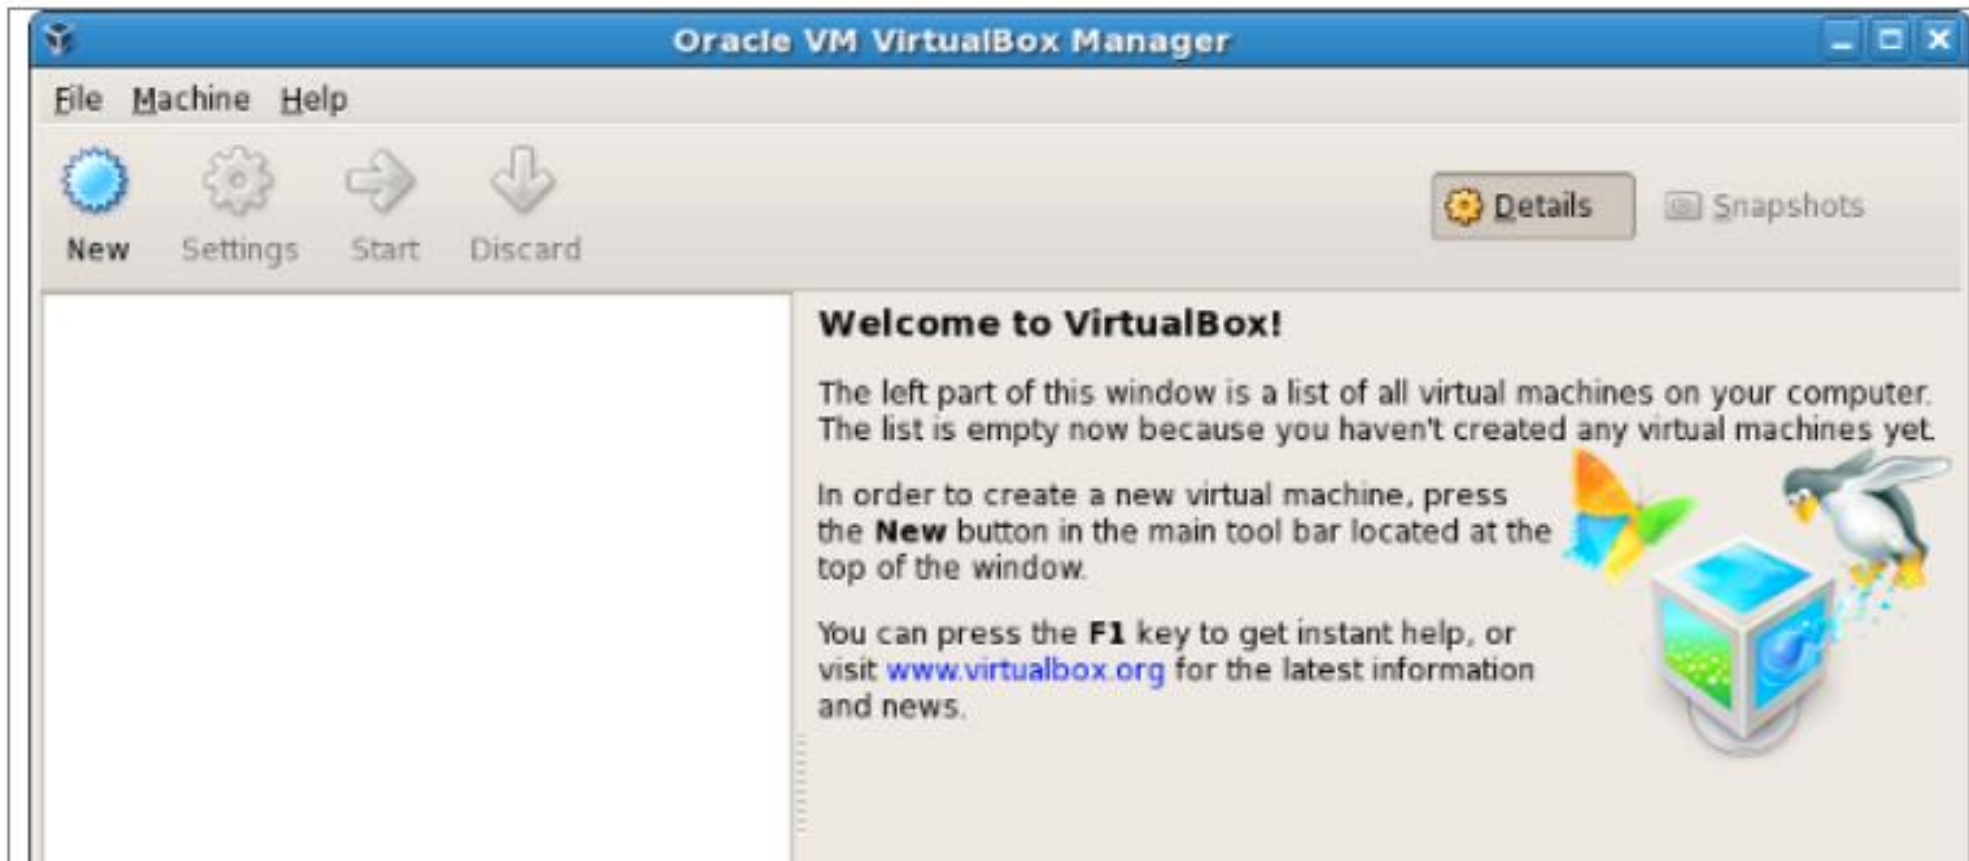 Oracle VM VirtualBox Manager
File Machine Help
New Settings Start Discard
Details Snapshots
Welcome to VirtualBox!
The left part of this window is a list of all virtual machines on your computer.
The list is empty now because you haven't created any virtual machines yet.
In order to create a new virtual machine, press
the New button in the main tool bar located at the
top of the window.
You can press the F1 key to get instant help, or
visit www.virtualbox.org for the latest information
and news.